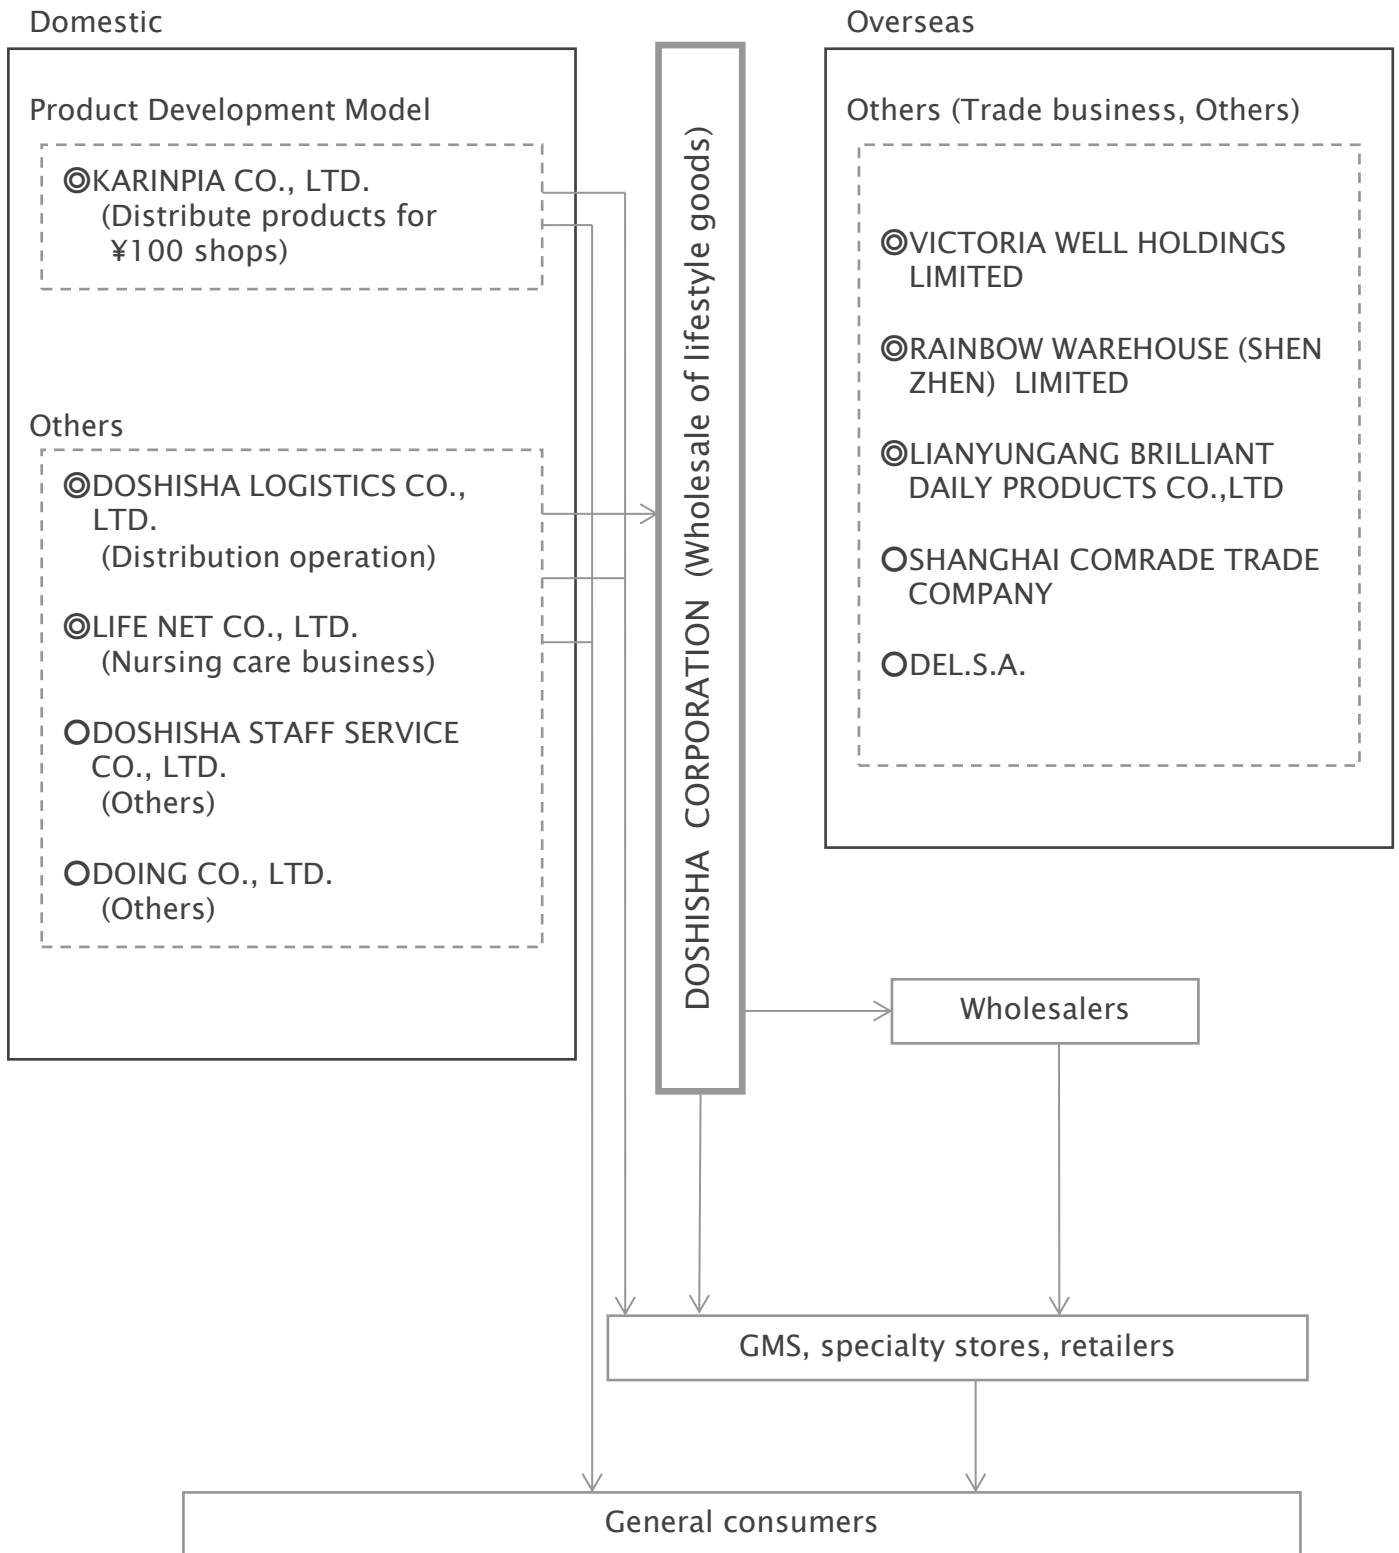 Domestic
Product Development Model
◎KARINPIA CO., LTD.
(Distribute products for
¥100 shops)
Others
◎DOSHISHA LOGISTICS CO.,
LTD.
(Distribution operation)
◎LIFE NET CO., LTD.
(Nursing care business)
○DOSHISHA STAFF SERVICE
CO., LTD.
(Others)
○DOING CO., LTD.
(Others)
DOSHISHA CORPORATION (Wholesale of lifestyle goods)
Overseas
Others (Trade business, Others)
◎VICTORIA WELL HOLDINGS
LIMITED
◎RAINBOW WAREHOUSE (SHEN
ZHEN) LIMITED
◎LIANYUNGANG BRILLIANT
DAILY PRODUCTS CO.,LTD
○SHANGHAI COMRADE TRADE
COMPANY
○DEL.S.A.
Wholesalers
GMS, specialty stores, retailers
General consumers